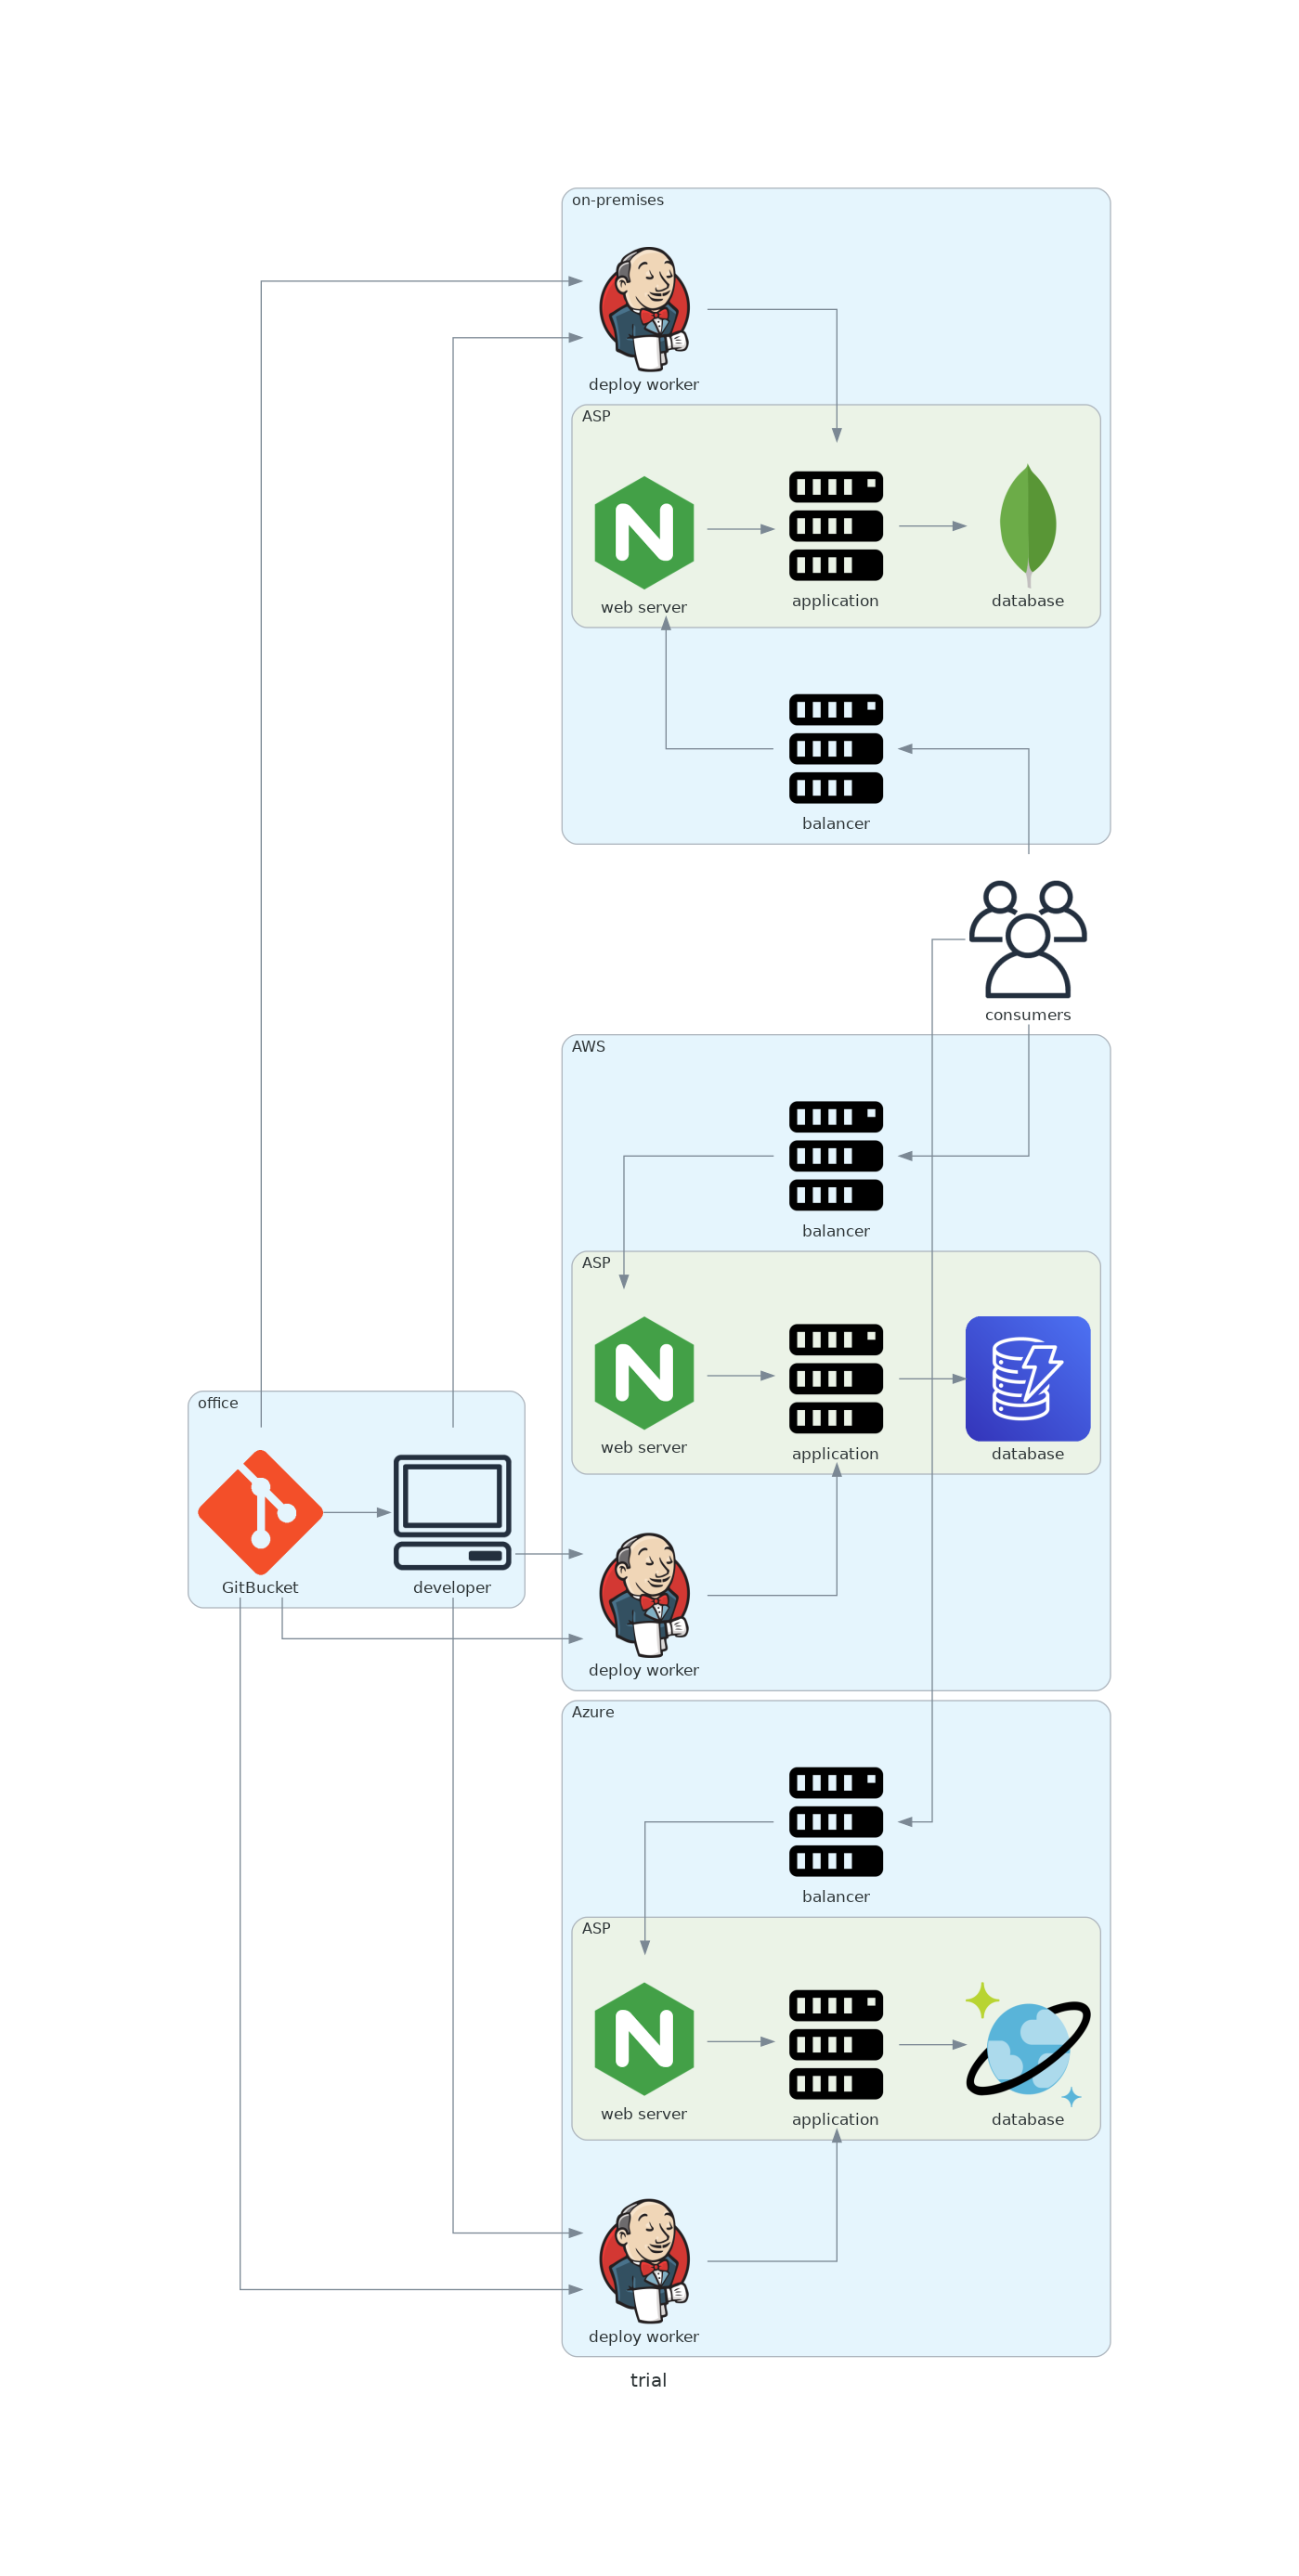 on-premises
deploy worker
ASP
web server
application
database
balancer
consumers
AWS
balancer
ASP
web server
application
database
office
GitBucket
developer
deploy worker
Azure
balancer
ASP
web server
application
database
deploy worker
trial